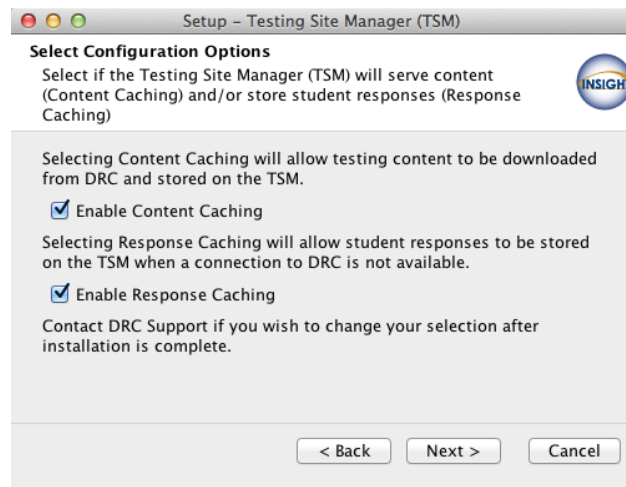 Setup – Testing Site Manager (TSM)
Select Configuration Options
Select if the Testing Site Manager (TSM) will serve content
(Content Caching) and/or store student responses (Response
Caching)
INSIGH
Selecting Content Caching will allow testing content to be downloaded
from DRC and stored on the TSM.
Enable Content Caching
Selecting Response Caching will allow student responses to be stored
on the TSM when a connection to DRC is not available.
Enable Response Caching
Contact DRC Support if you wish to change your selection after
installation is complete.
< Back Next > Cancel